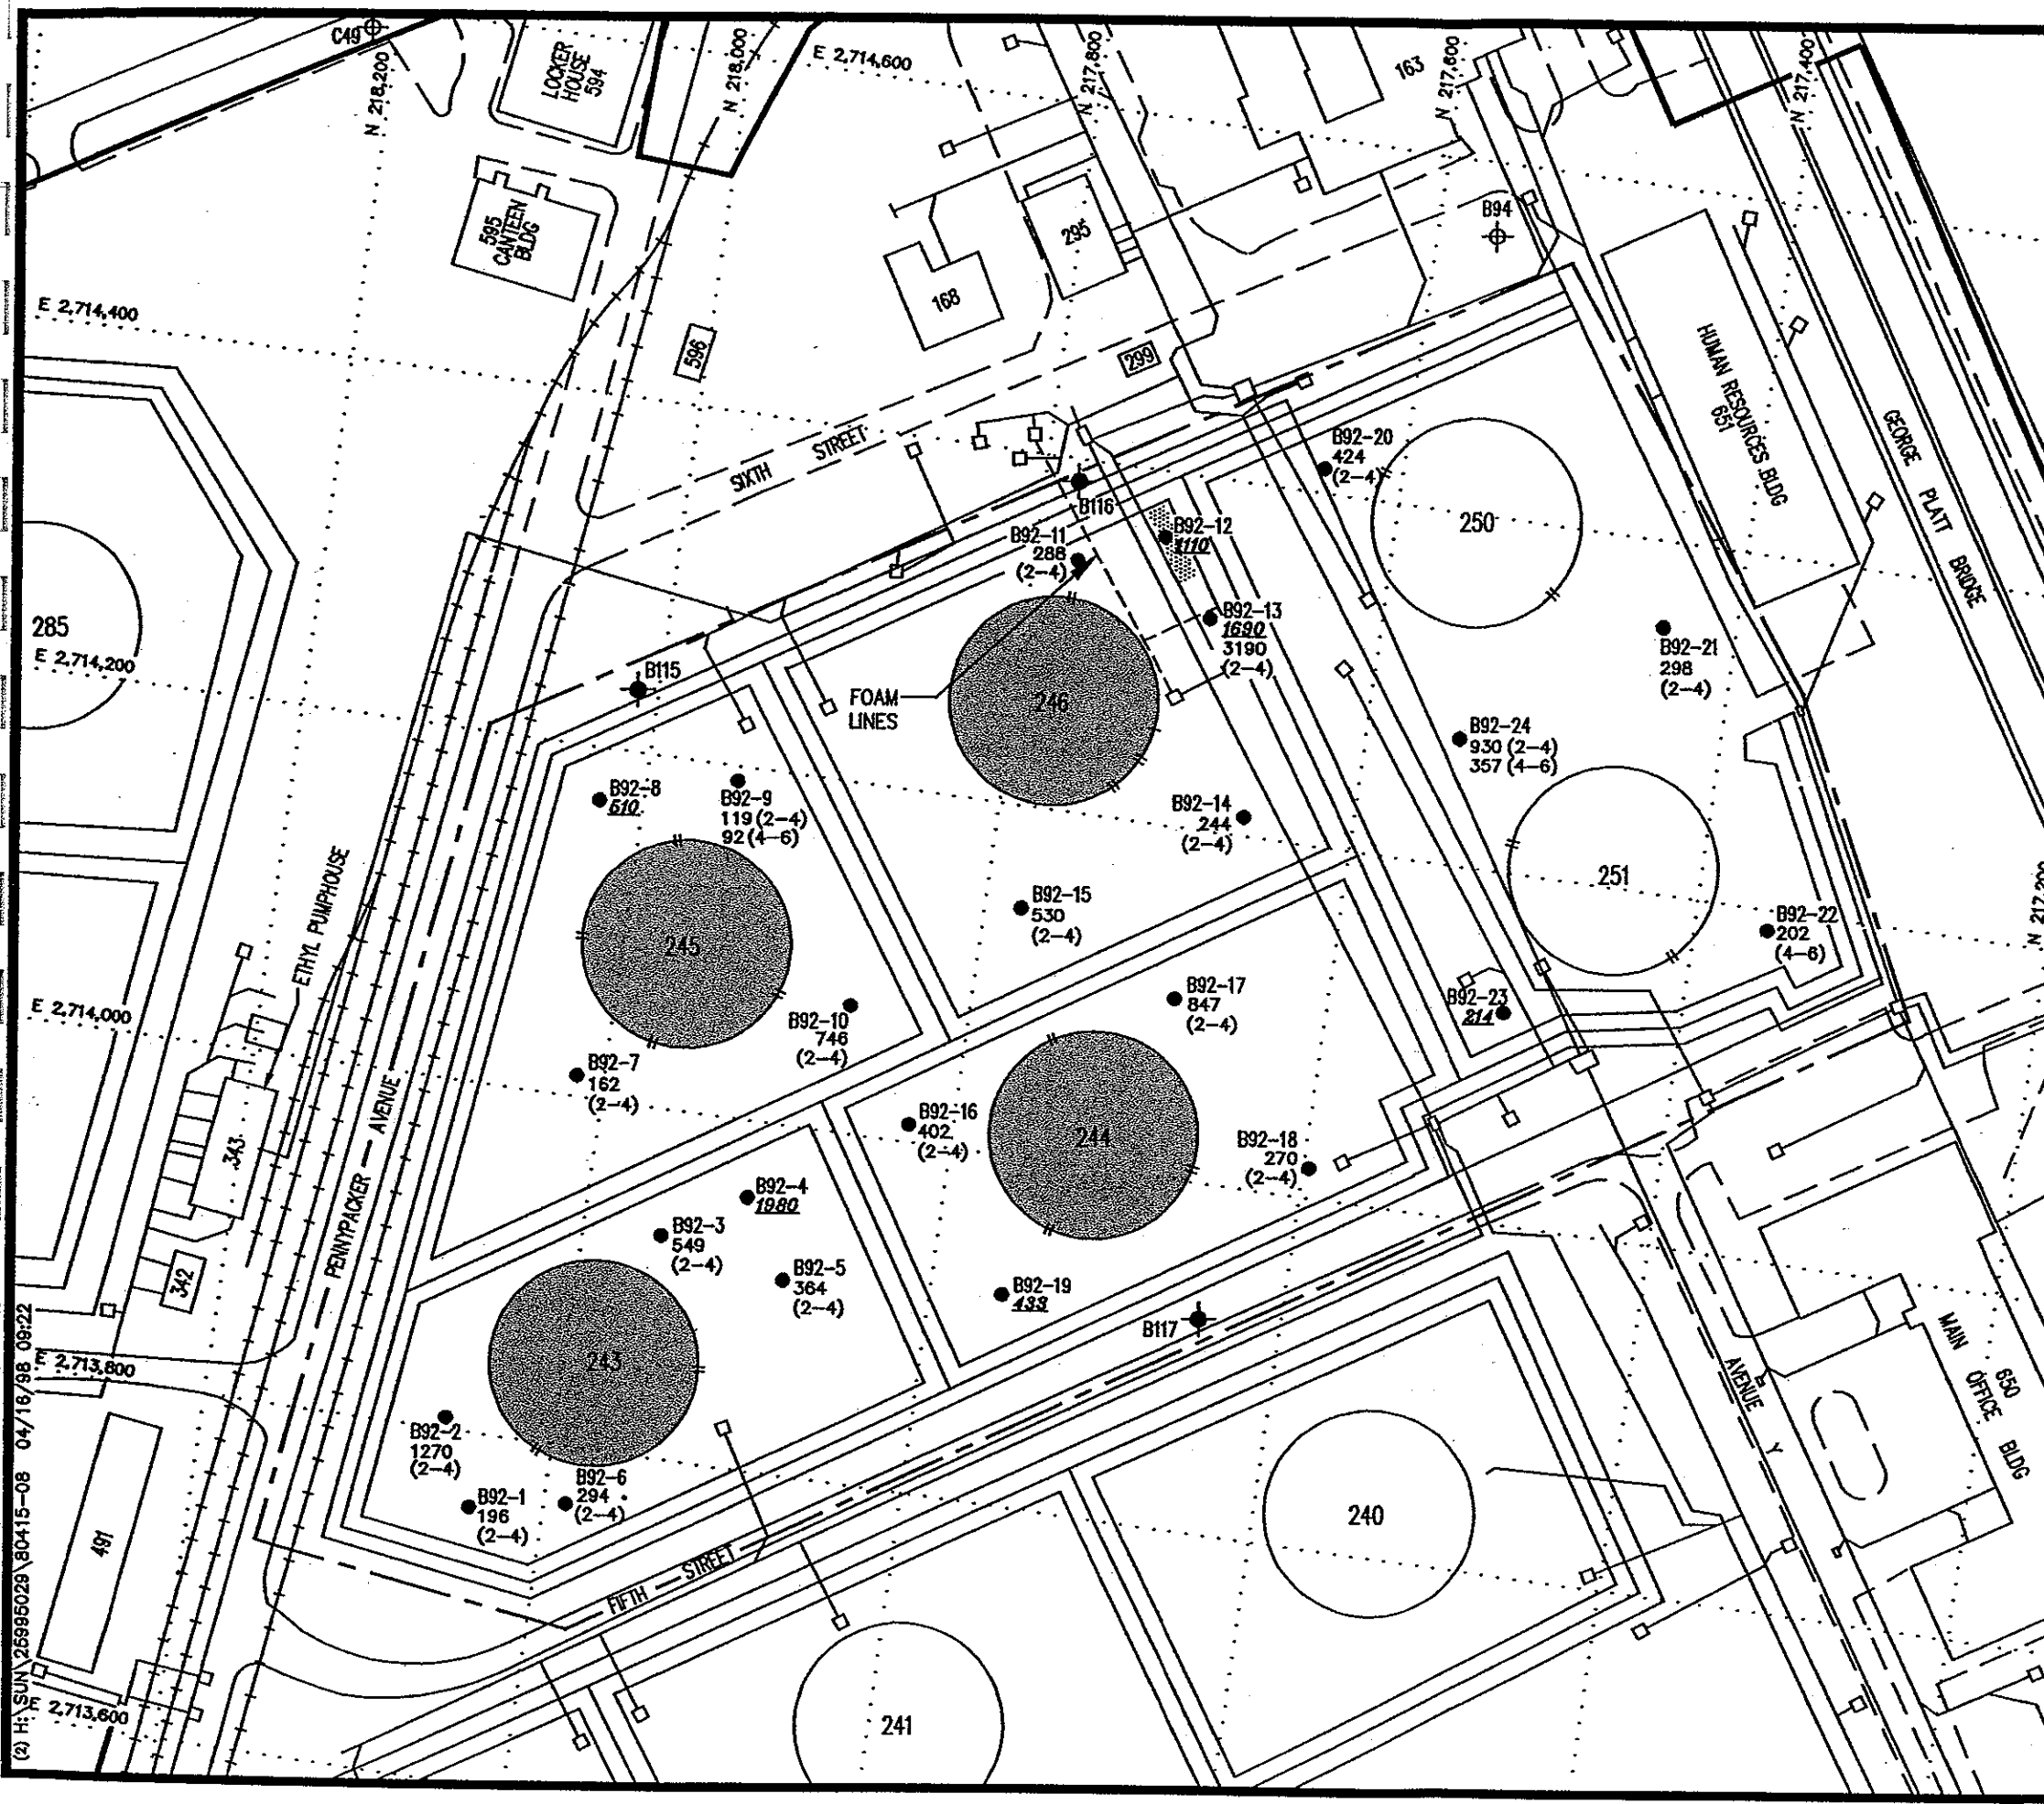 C49
N 218,200
LOCKER
HOUSE
594
N 218,000
E 2,714,600
N 217,800
163
N 217,600
N 217,400
595
CANTEEN
BLDG
B94
295
168
E 2,714,400
596
299
HUMAN RESOURCES BLDG
651
GEORGE PLATT BRIDGE
SIXTH STREET
B92-20
424
(2-4)
250
B116
B92-11
288
(2-4)
B92-12
1110
285
E 2,714,200
B92-13
1690
3190
(2-4)
B92-21
298
(2-4)
B115
FOAM
LINES
246
B92-24
930 (2-4)
357 (4-6)
B92-8
510
B92-9
119 (2-4)
92 (4-6)
B92-14
244
(2-4)
251
ETHYL PUMPHOUSE
B92-15
530
(2-4)
B92-22
202
(4-6)
N 217,200
245
E 2,714,000
B92-10
746
(2-4)
B92-17
847
(2-4)
B92-23
214
B92-7
162
(2-4)
PENNYPACKER AVENUE
343
B92-16
402
(2-4)
244
B92-18
270
(2-4)
B92-4
1980
B92-3
549
(2-4)
B92-5
364
(2-4)
342
B92-19
433
B117
243
E 2,713,800
AVENUE Y
MAIN OFFICE BLDG
650
B92-2
1270
(2-4)
B92-1
196
(2-4)
B92-6
294
(2-4)
240
491
FIFTH STREET
E 2,713,600
241
(2) H:\SUN\26995029\80415-08 04/16/98 09:22